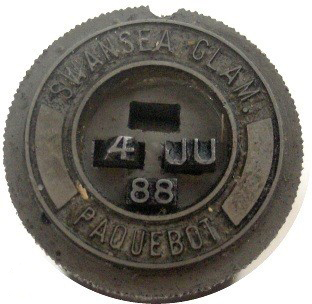 SWANSEA GLAM.
Æ JU
88
PAQUEBOT